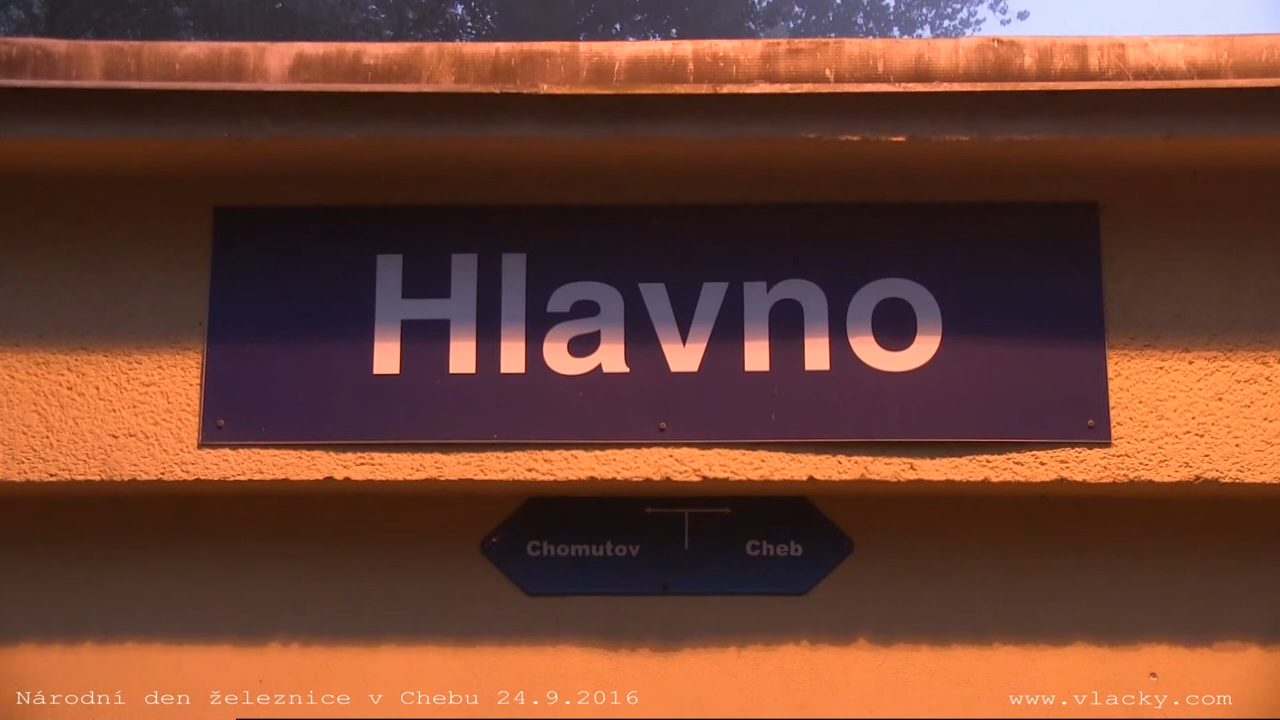 Hlavno
Chomutov Cheb
Národní den železnice v Chebu 24.9.2016 www.vlacky.com